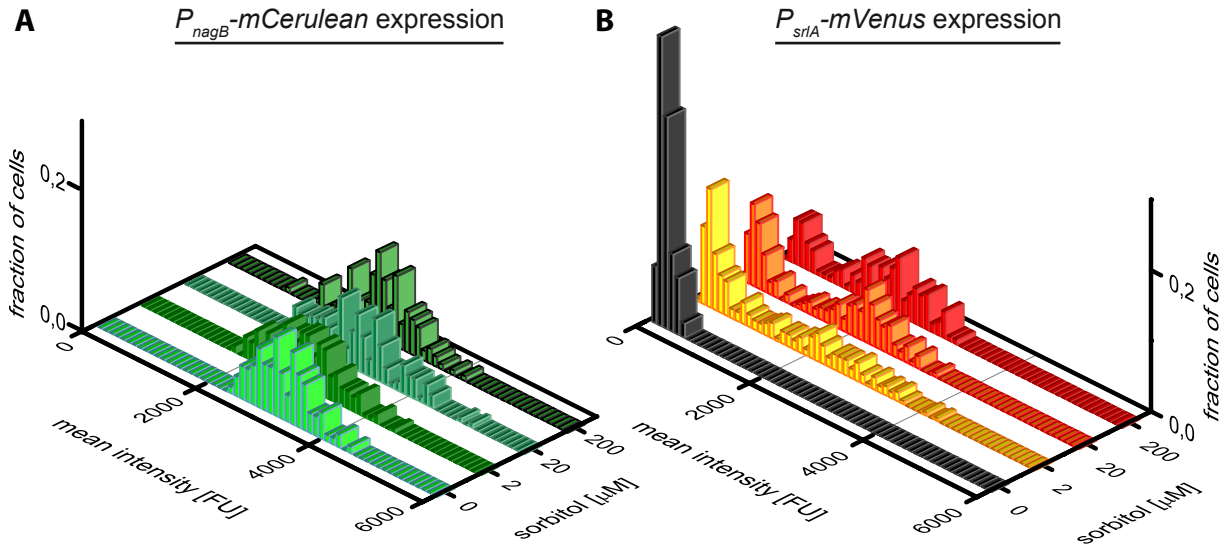 A
PnagB-mCerulean expression
fraction of cells
0,2
0,0
0
2000
4000
6000
mean intensity [FU]
0
2
20
200
sorbitol [µM]
B
PsrlA-mVenus expression
0
2000
4000
6000
mean intensity [FU]
0
2
20
200
sorbitol [µM]
0,2
0,0
fraction of cells